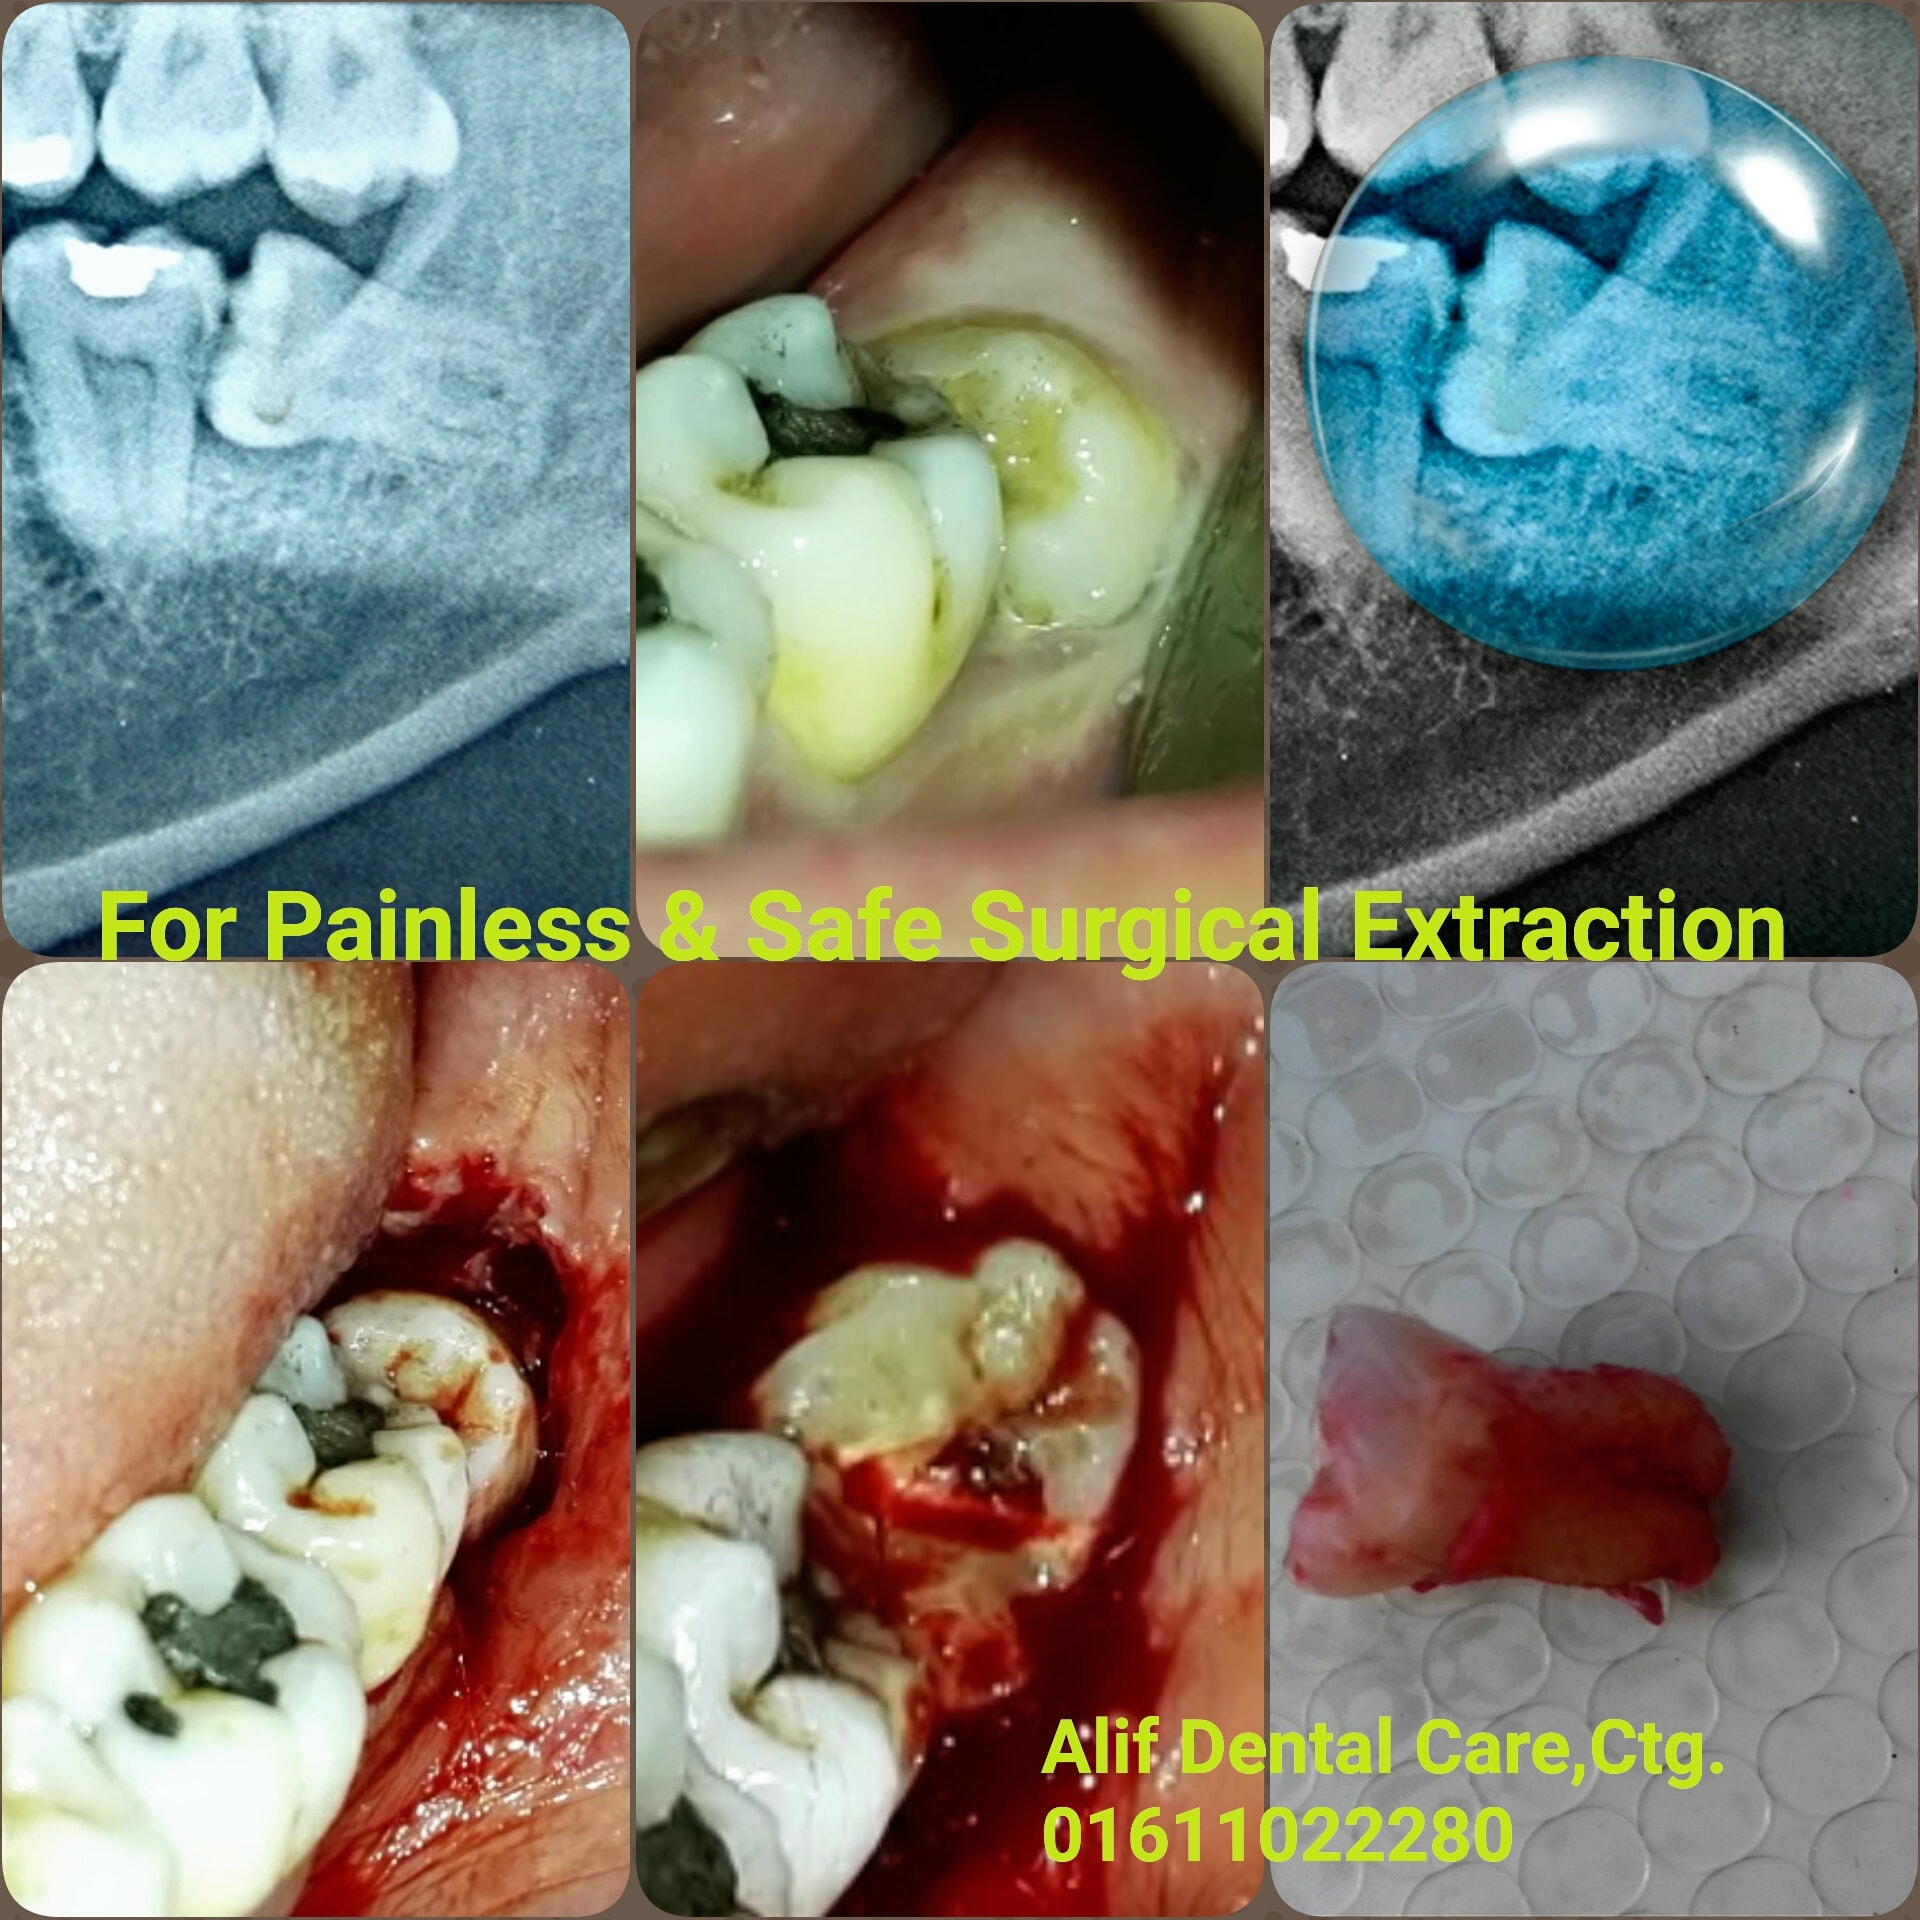 For Painless & Safe Surgical Extraction
Alif Dental Care,Ctg.
01611022280